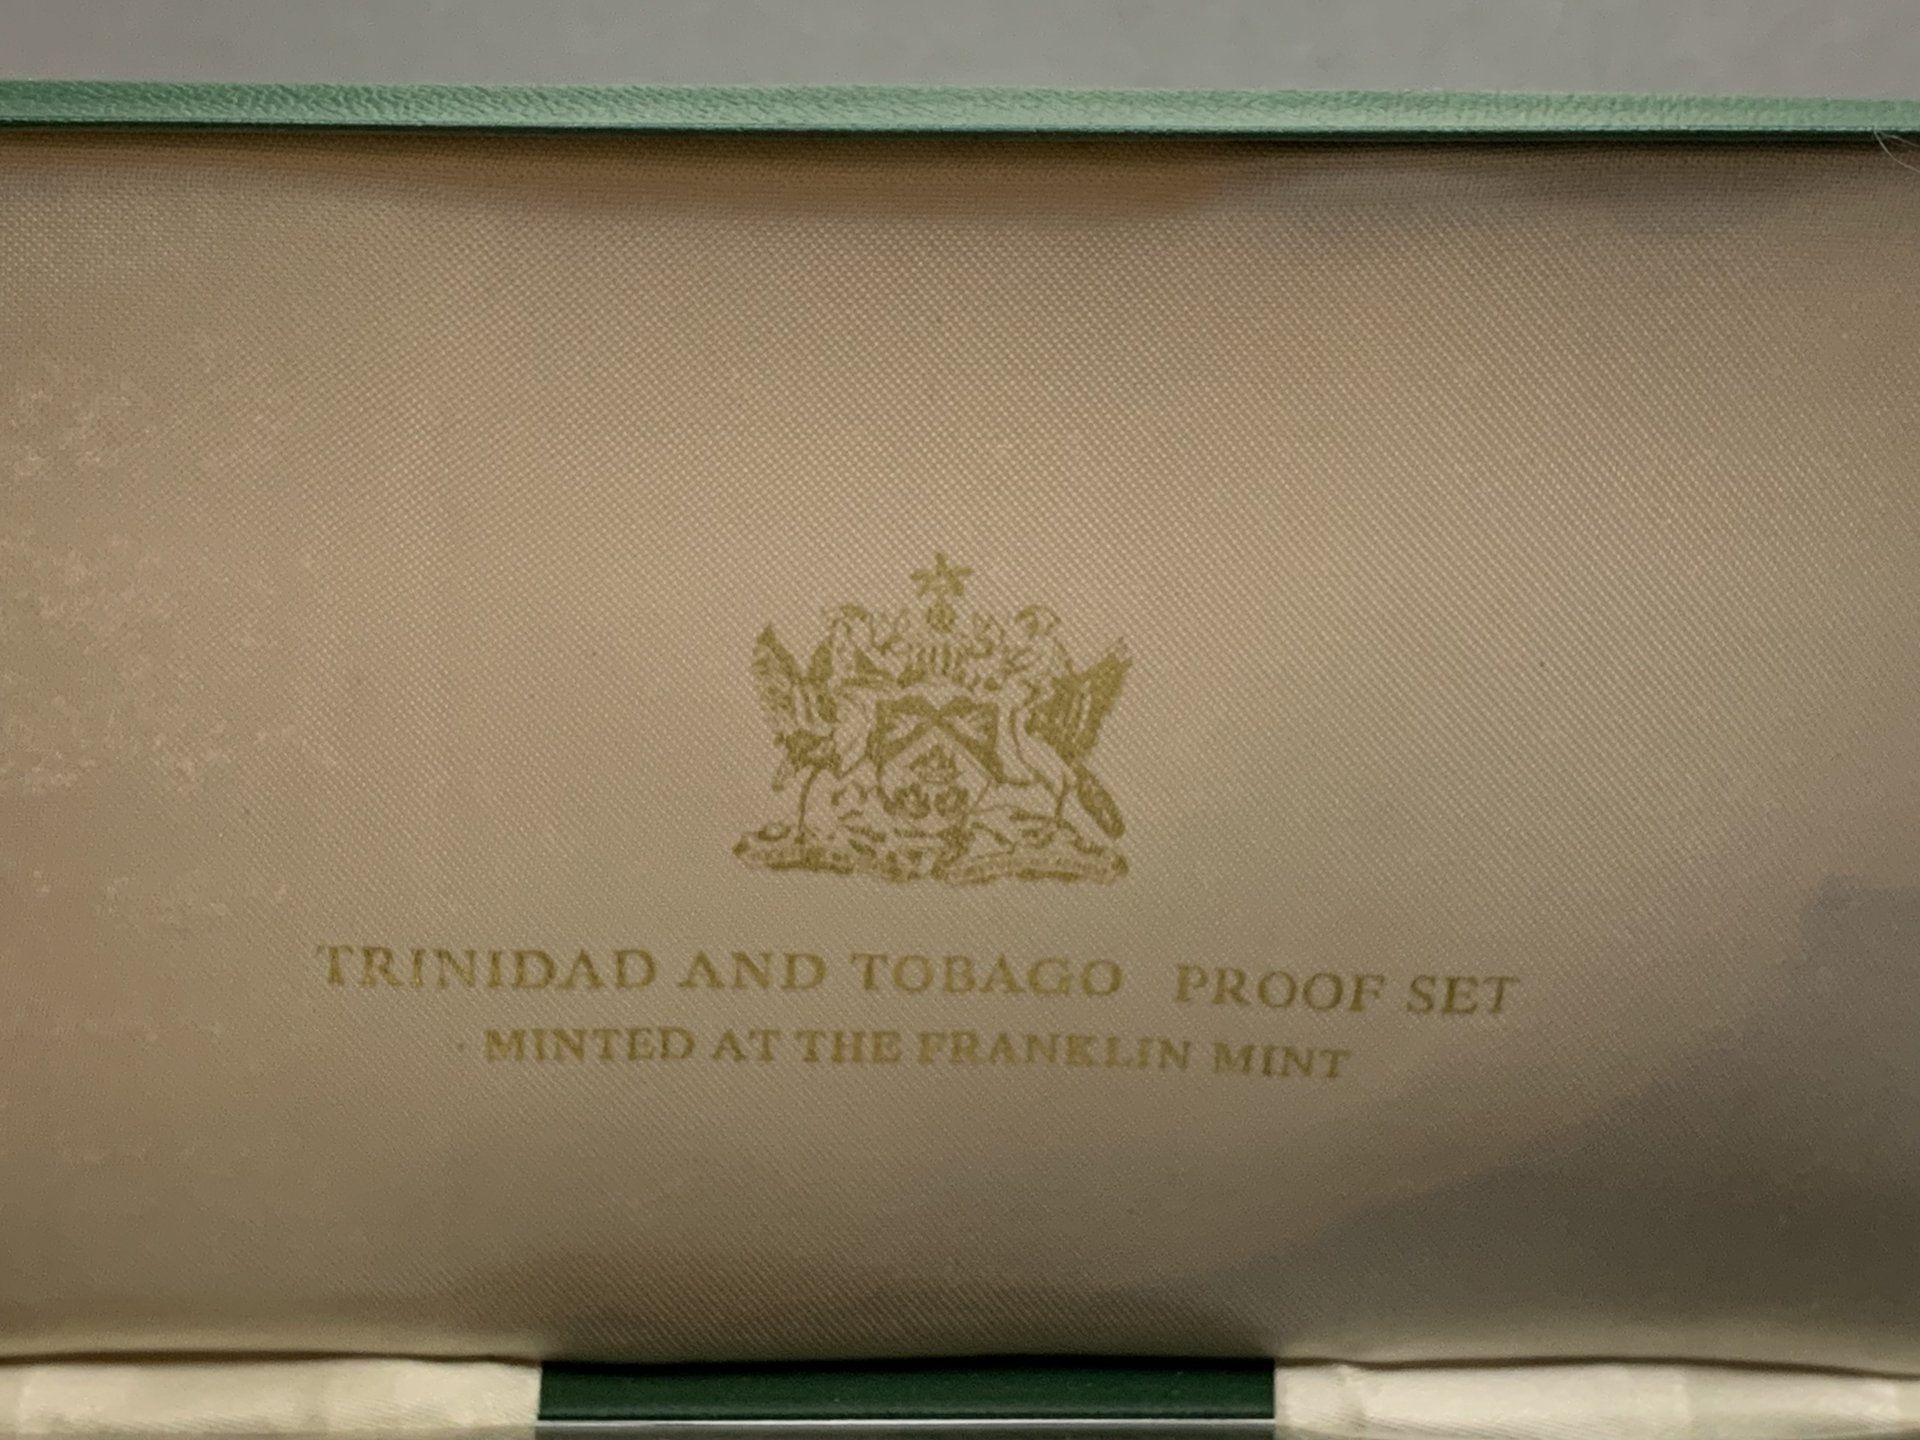 TRINIDAD AND TOBAGO PROOF SET
MINTED AT THE FRANKLIN MINT